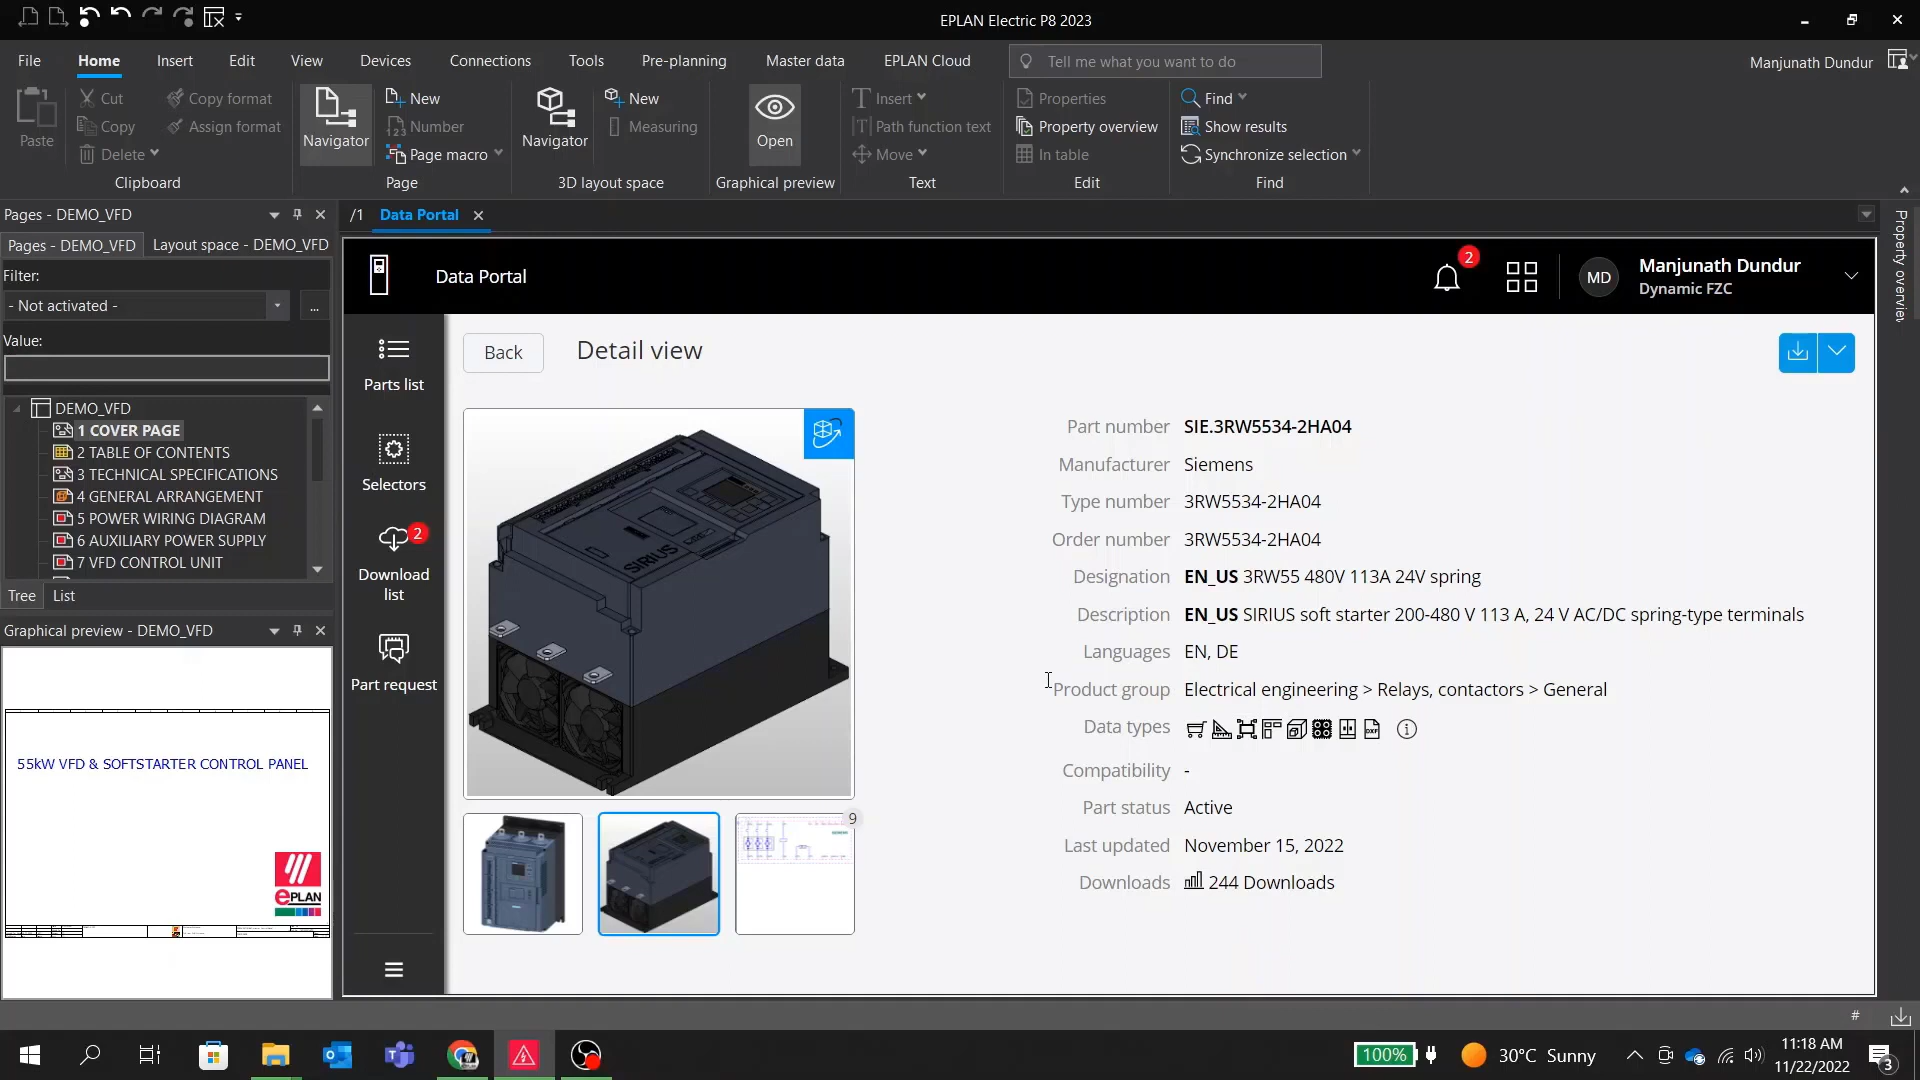 EPLAN Electric P8 2023
File Home Insert Edit View Devices Connections Tools Pre-planning Master data EPLAN Cloud Tell me what you want to do Manjunath Dundur
Cut Copy format New New Insert Properties Find
Paste Copy Assign format Navigator Number Navigator Measuring Open Path function text Property overview Show results
Delete Page macro Move In table Synchronize selection
Clipboard Page 3D layout space Graphical preview Text Edit Find
Pages - DEMO_VFD
/1 Data Portal
Property overview
Pages - DEMO_VFD Layout space - DEMO_VFD
Filter:
- Not activated - ...
Value:
DEMO_VFD
1 COVER PAGE
2 TABLE OF CONTENTS
3 TECHNICAL SPECIFICATIONS
4 GENERAL ARRANGEMENT
5 POWER WIRING DIAGRAM
6 AUXILIARY POWER SUPPLY
7 VFD CONTROL UNIT
Tree List
Graphical preview - DEMO_VFD
55kW VFD & SOFTSTARTER CONTROL PANEL
ePLAN
Data Portal
2
MD
Manjunath Dundur
Dynamic FZC
Parts list
Selectors
2
Download
list
Part request
Back Detail view
SIRIUS
9
Part number SIE.3RW5534-2HA04
Manufacturer Siemens
Type number 3RW5534-2HA04
Order number 3RW5534-2HA04
Designation EN_US 3RW55 480V 113A 24V spring
Description EN_US SIRIUS soft starter 200-480 V 113 A, 24 V AC/DC spring-type terminals
Languages EN, DE
Product group Electrical engineering > Relays, contactors > General
Data types
DXF
Compatibility -
Part status Active
Last updated November 15, 2022
Downloads 244 Downloads
#
100% 30°C Sunny
11:18 AM
11/22/2022
3